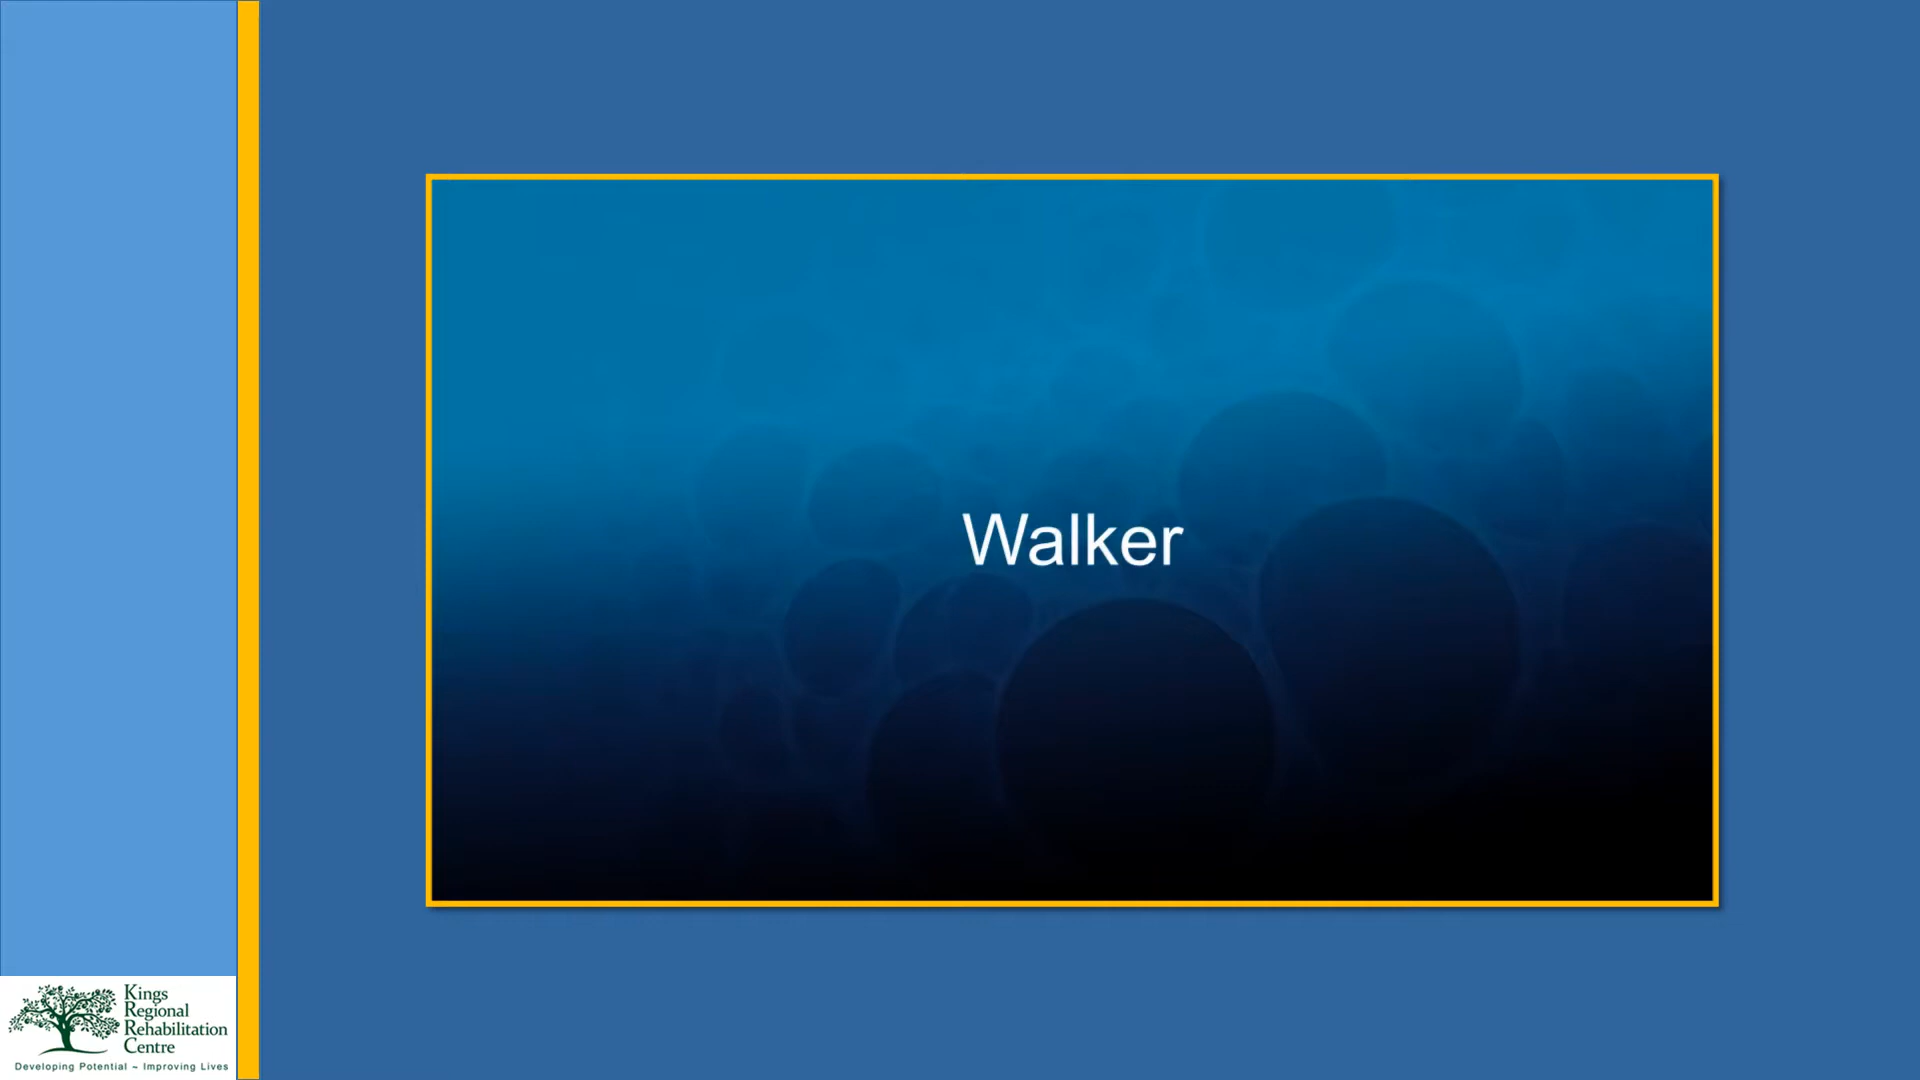 Walker
Kings
Regional
Rehabilitation
Centre
Developing Potential ~ Improving Lives